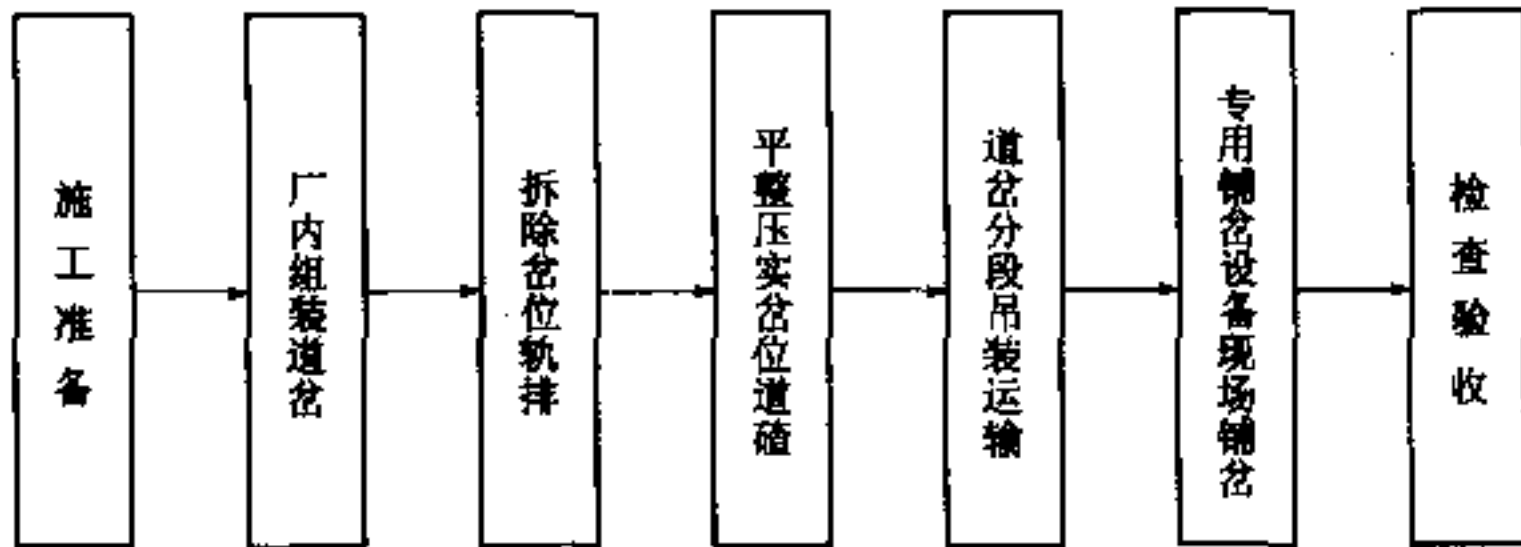 施工准备
厂内组装道岔
拆除岔位轨排
平整压实岔位道碴
道岔分段吊装运输
专用铺岔设备现场铺岔
检查验收